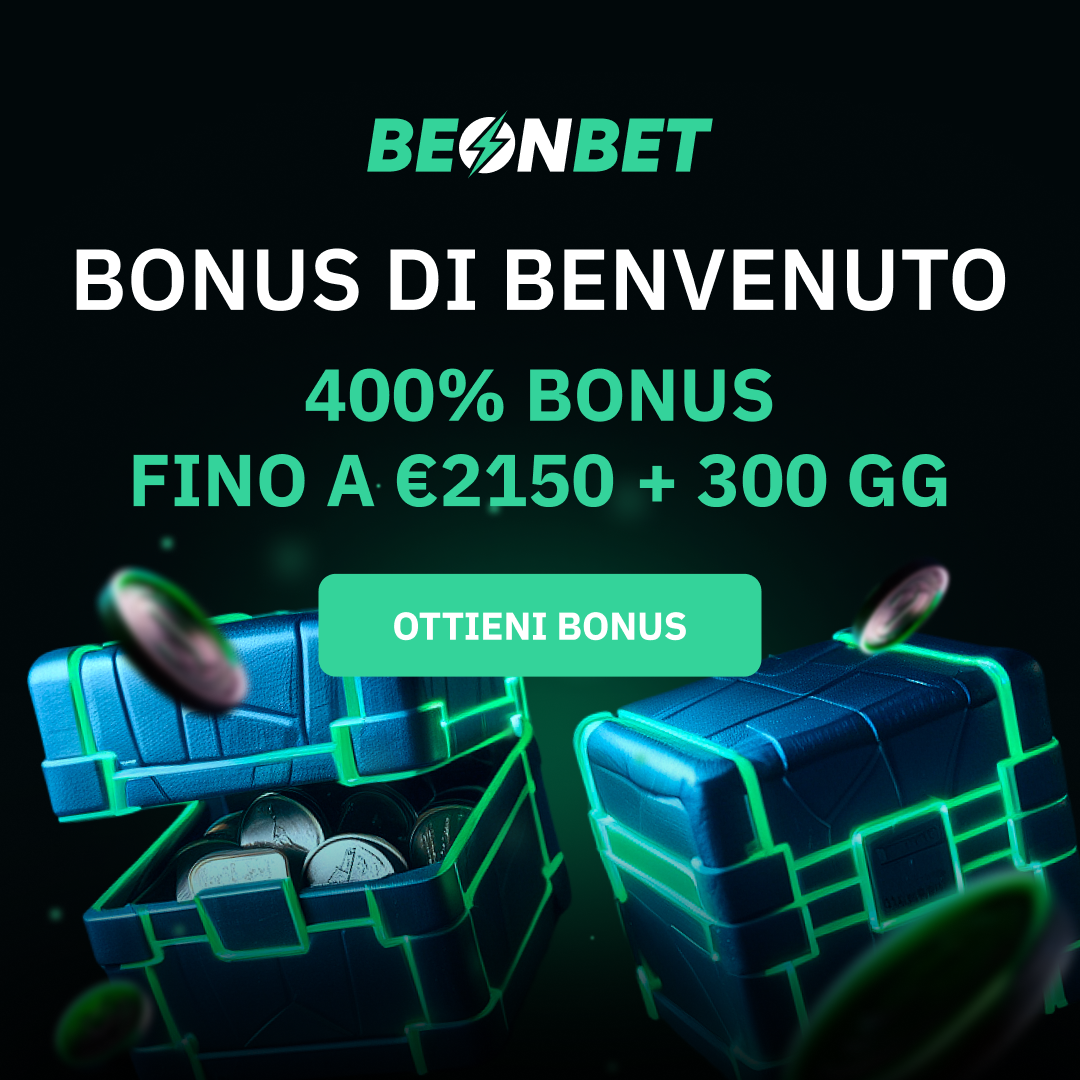 BEONBET
BONUS DI BENVENUTO
400% BONUS
FINO A €2150 + 300 GG
OTTIENI BONUS